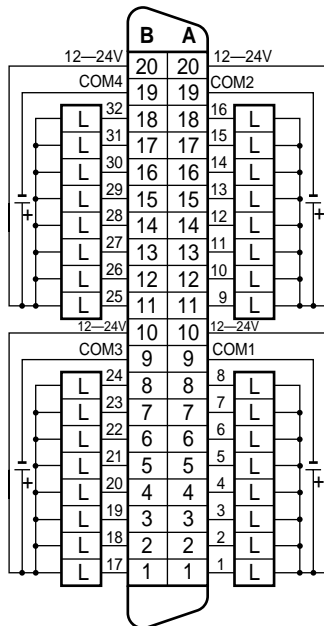 B A
12—24V 20 20 12—24V
COM4 19 19 COM2
L 32 18 18 16 L
L 31 17 17 15 L
L 30 16 16 14 L
L 29 15 15 13 L
L 28 14 14 12 L
L 27 13 13 11 L
L 26 12 12 10 L
L 25 11 11 9 L
12—24V 10 10 12—24V
COM3 9 9 COM1
L 24 8 8 8 L
L 23 7 7 7 L
L 22 6 6 6 L
L 21 5 5 5 L
L 20 4 4 4 L
L 19 3 3 3 L
L 18 2 2 2 L
L 17 1 1 1 L
+ +
+ +